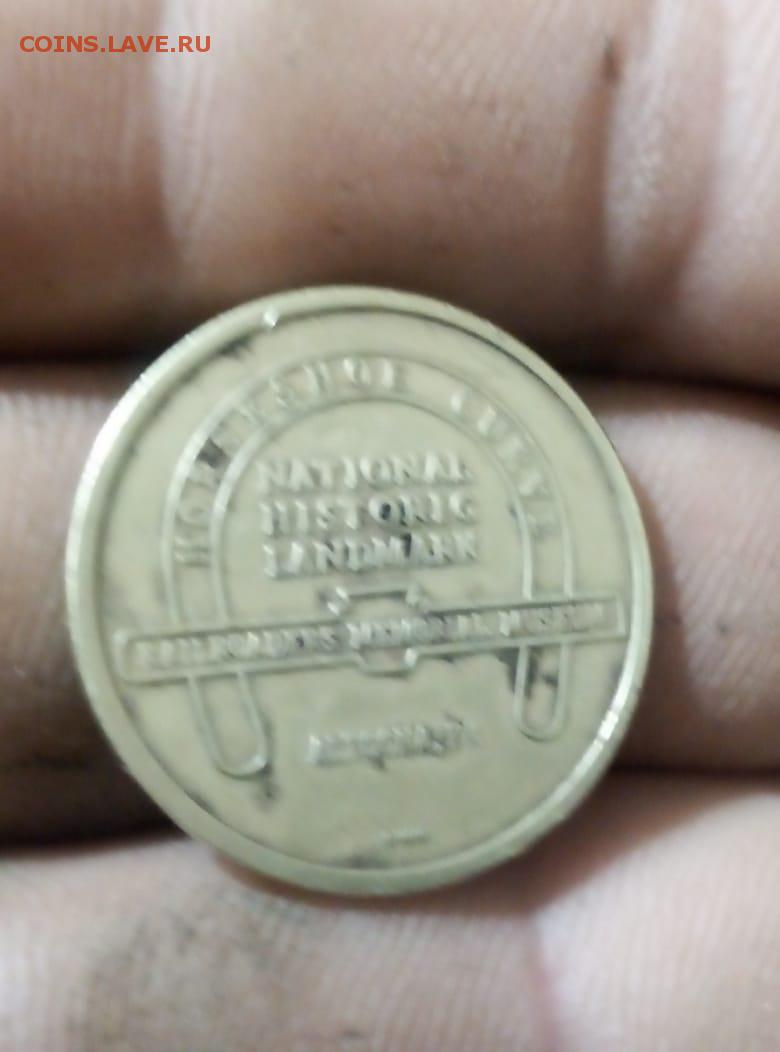 COINS.LAVE.RU
HORSESHOE CURVE
NATIONAL
HISTORIC
LANDMARK
RAILROADERS MEMORIAL MUSEUM